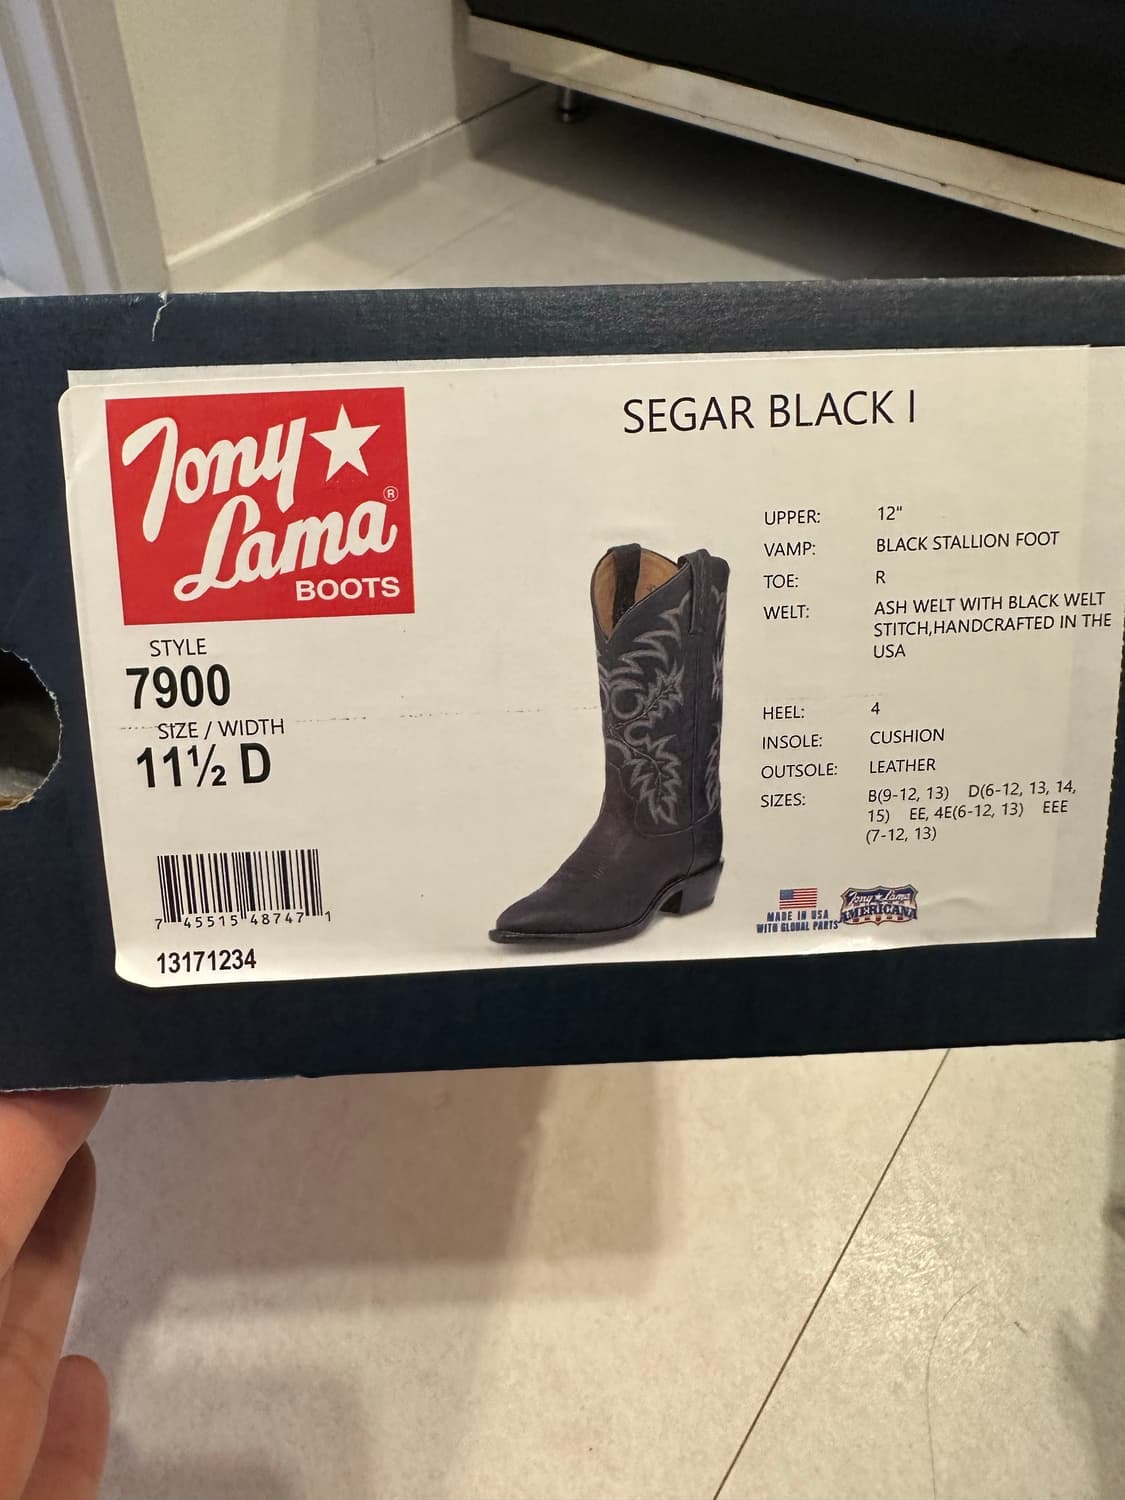 Tony
Lama
®
BOOTS
STYLE
7900
SIZE / WIDTH
11½ D
7 45515 48747 1
13171234
SEGAR BLACK I
UPPER: 12"
VAMP: BLACK STALLION FOOT
TOE: R
WELT: ASH WELT WITH BLACK WELT
STITCH,HANDCRAFTED IN THE
USA
HEEL: 4
INSOLE: CUSHION
OUTSOLE: LEATHER
SIZES: B(9-12, 13) D(6-12, 13, 14,
15) EE, 4E(6-12, 13) EEE
(7-12, 13)
MADE IN USA
WITH GLOBAL PARTS
Tony Lama
AMERICANA